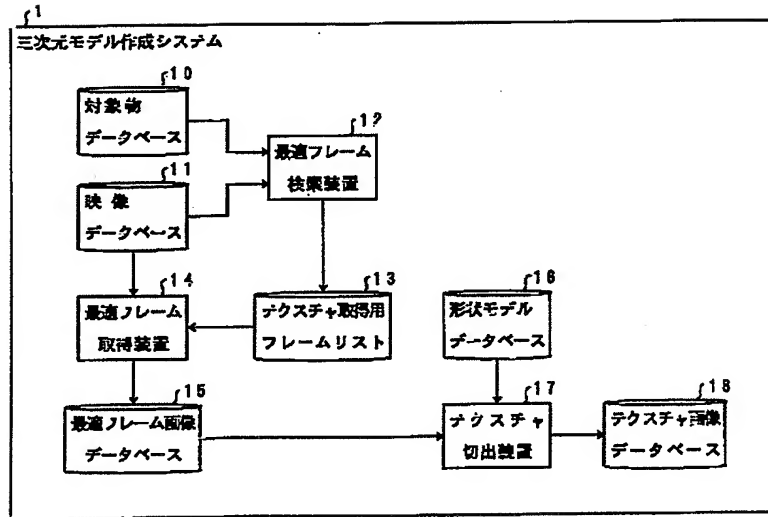 1
三次元モデル作成システム
10
対象物
データベース
11
映像
データベース
12
最適フレーム
検索装置
13
テクスチャ取得用
フレームリスト
14
最適フレーム
取得装置
15
最適フレーム画像
データベース
16
形状モデル
データベース
17
テクスチャ
切出装置
18
テクスチャ画像
データベース